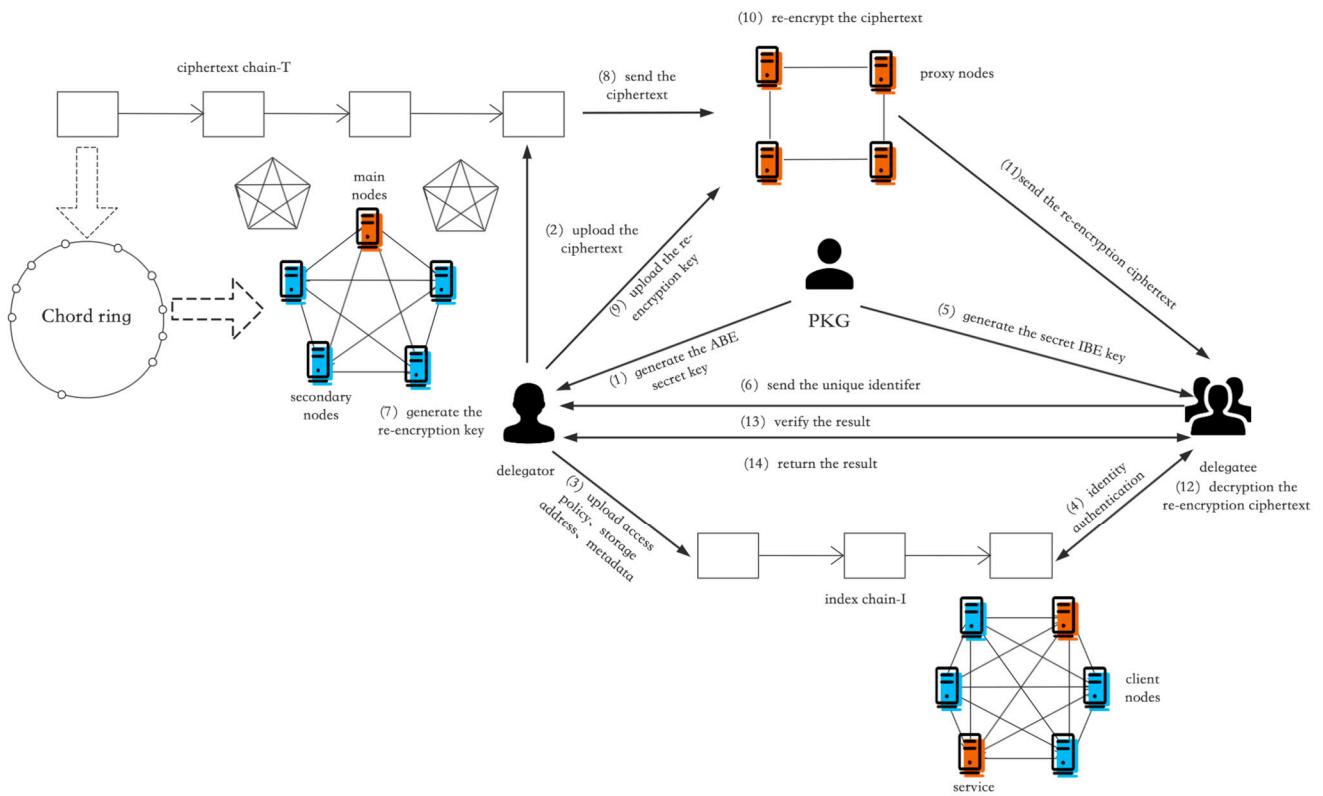 (10) re-encrypt the ciphertext
ciphertext chain-T
(8) send the
ciphertext
proxy nodes
main
nodes
(2) upload the
ciphertext
(9) upload the re-
encryption key
(11)send the re-encryption ciphertext
Chord ring
PKG
(5) generate the secret IBE key
(1) generate the ABE
secret key
(6) send the unique identifer
secondary
nodes
(7) generate the
re-encryption key
(13) verify the result
(14) return the result
delegator
delegatee
(12) decryption the
re-encryption ciphertext
(3) upload access
policy、storage
address、metadata
(4) identity
authentication
index chain-I
client
nodes
service